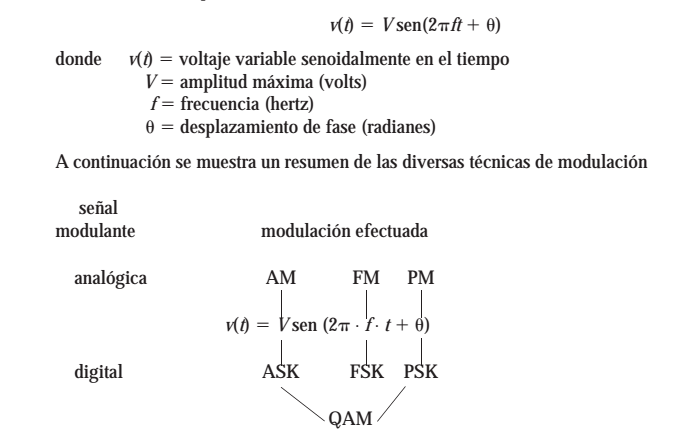 v(t) = V sen(2πft + θ)
donde v(t) = voltaje variable senoidalmente en el tiempo
V = amplitud máxima (volts)
f = frecuencia (hertz)
θ = desplazamiento de fase (radianes)
A continuación se muestra un resumen de las diversas técnicas de modulación
señal
modulante modulación efectuada
analógica AM FM PM
v(t) = V sen (2π · f · t + θ)
digital ASK FSK PSK
QAM